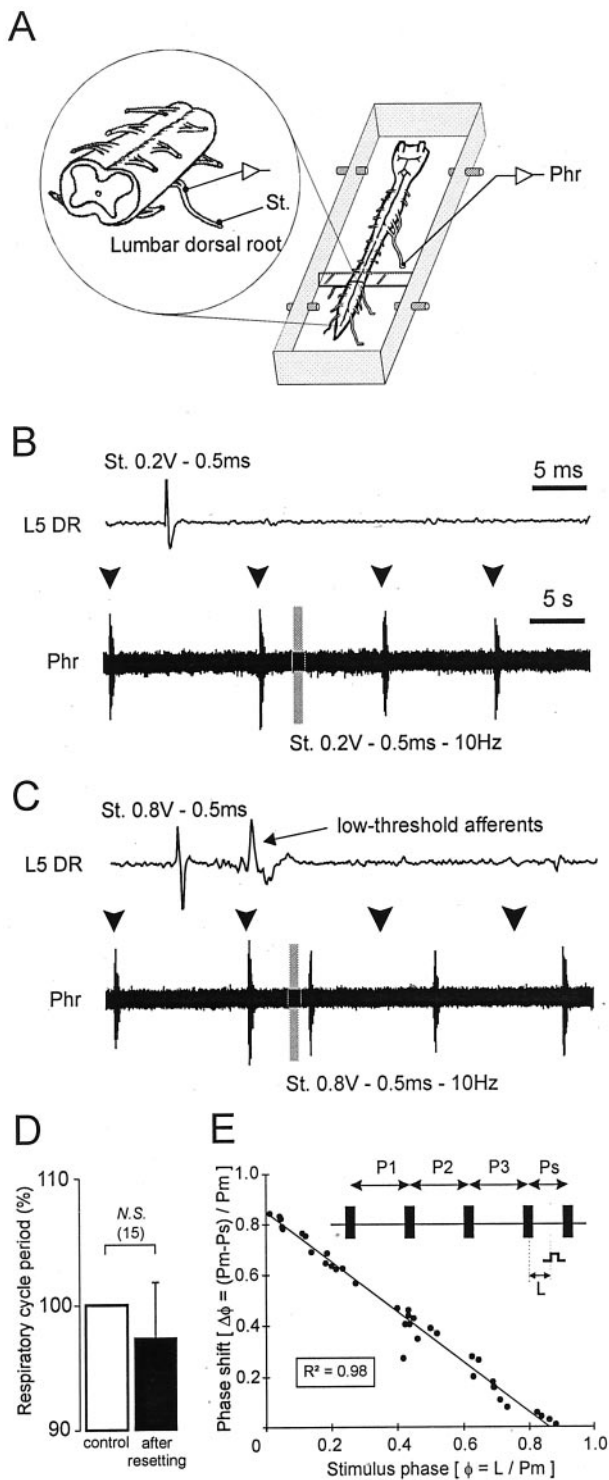 A
St.
Lumbar dorsal root
Phr
B
St. 0.2V - 0.5ms
5 ms
L5 DR
5 s
Phr
St. 0.2V - 0.5ms - 10Hz
C
St. 0.8V - 0.5ms
low-threshold afferents
L5 DR
Phr
St. 0.8V - 0.5ms - 10Hz
D
Respiratory cycle period (%)
110
100
90
N.S.
(15)
control
after
resetting
E
Phase shift [ Δϕ = (Pm-Ps) / Pm ]
1.0
0.8
0.6
0.4
0.2
P1 P2 P3 Ps
L
R² = 0.98
0 0.2 0.4 0.6 0.8 1.0
Stimulus phase [ ϕ = L / Pm ]